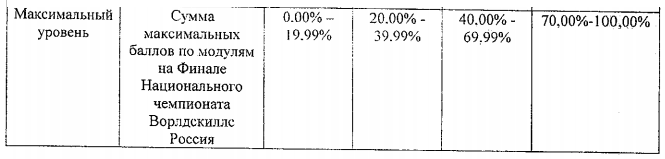 Максимальный уровень
Сумма максимальных баллов по модулям на Финале Национального чемпионата Ворлдскиллс Россия
0.00% – 19.99%
20.00% - 39.99%
40.00% - 69,99%
70,00%-100,00%